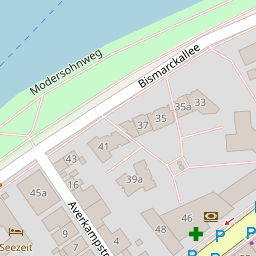 Modersohnweg
Bismarckallee
33
35a
35
37
41
43
39a
16
45a
Averkampstr
9
7
4
46
48
Seezeit
P
P
P